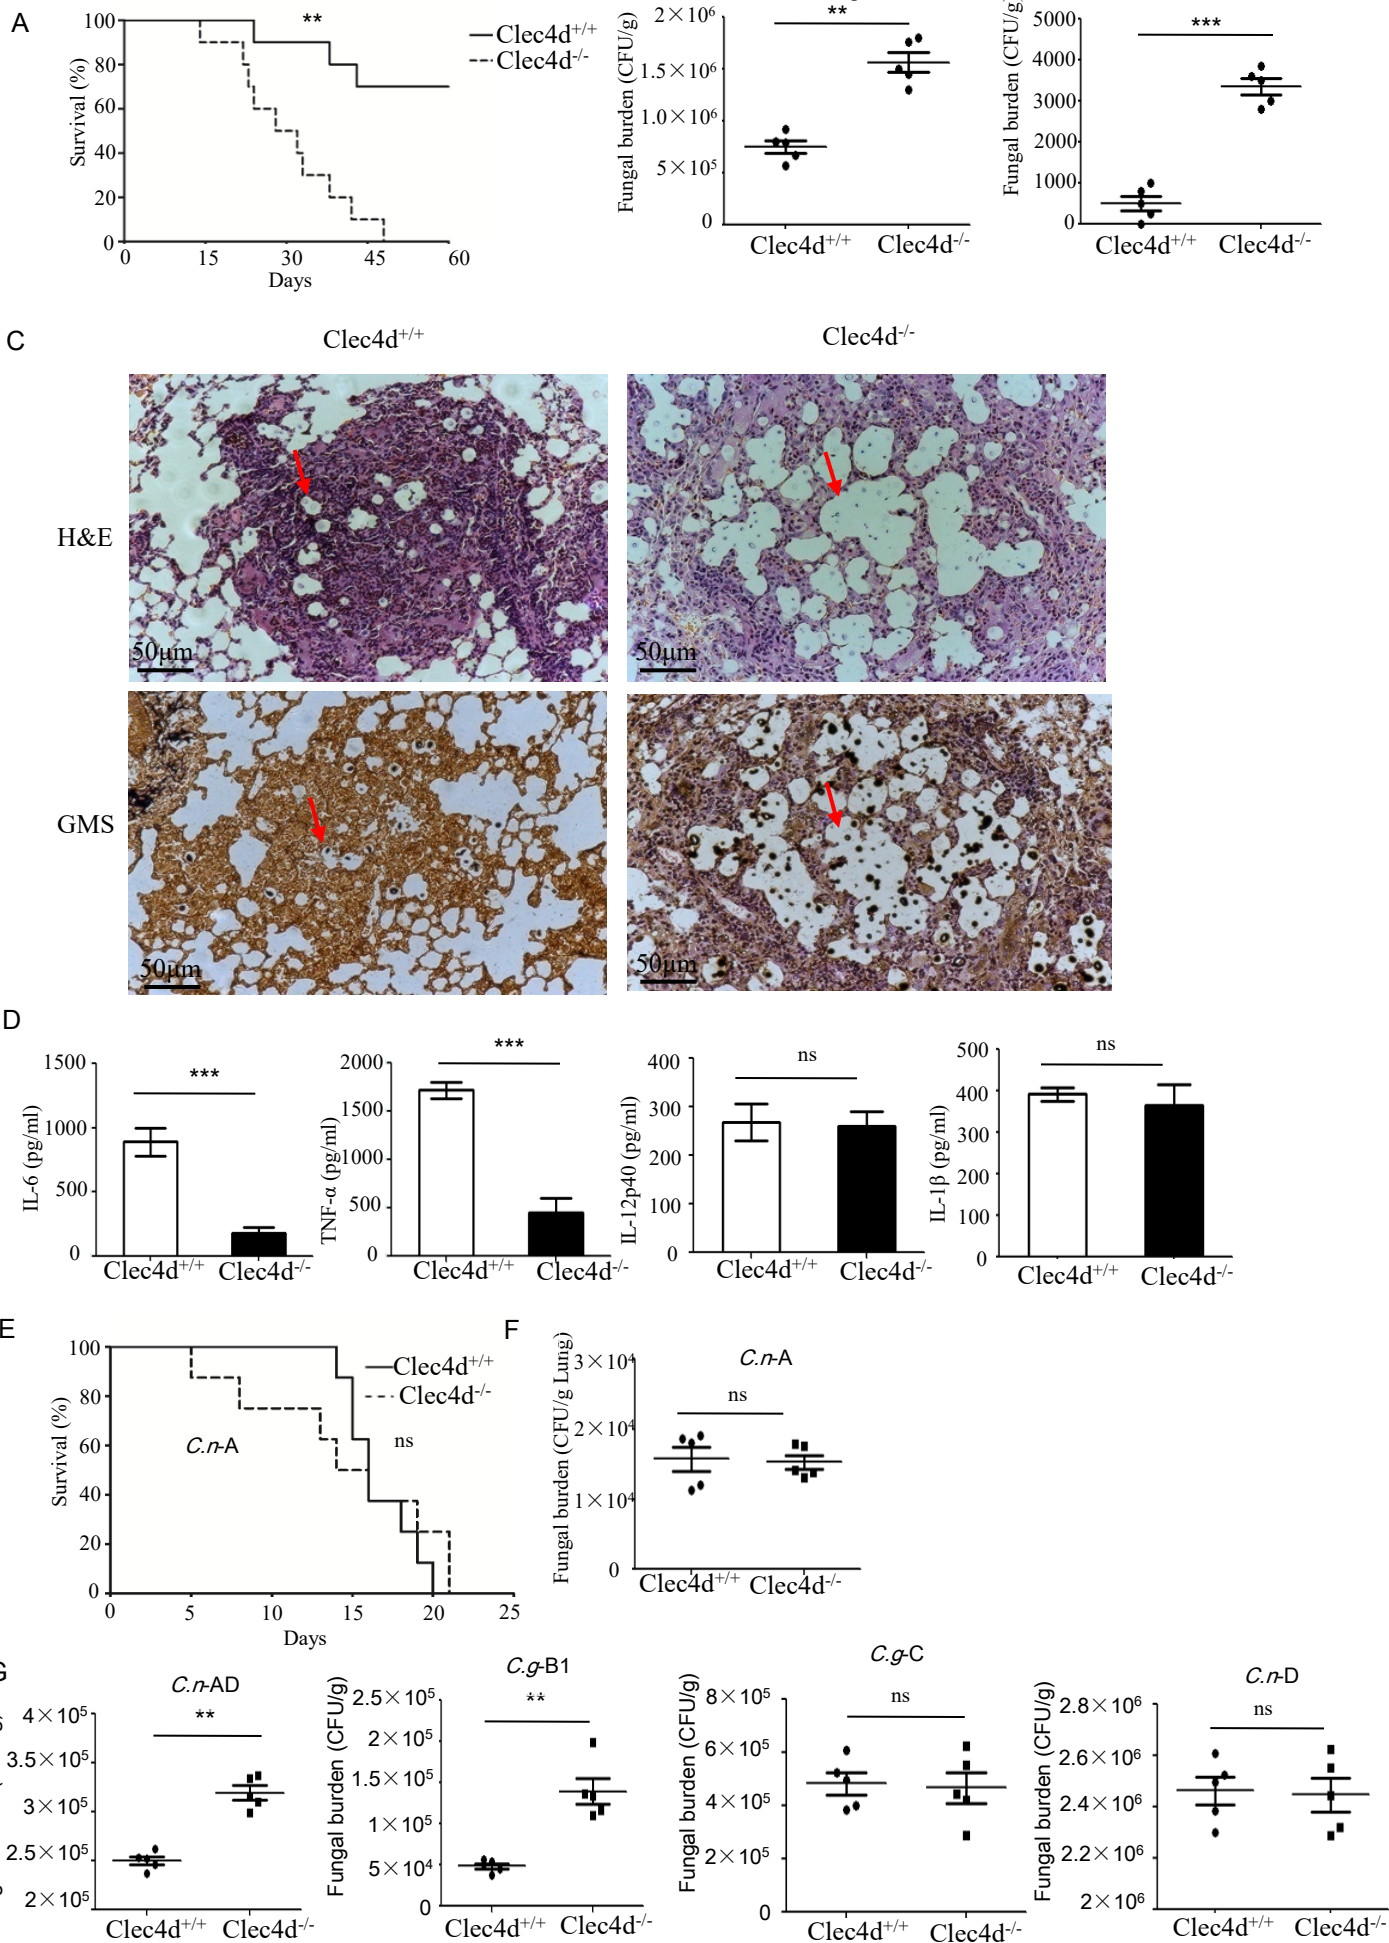 A
**
Clec4d+/+
Clec4d-/-
Survival (%)
100
80
60
40
20
0
0 15 30 45 60
Days
Fungal burden (CFU/g)
2×10⁶
1.5×10⁶
1.0×10⁶
5×10⁵
0
**
Clec4d+/+ Clec4d-/-
Fungal burden (CFU/g)
5000
4000
3000
2000
1000
0
***
Clec4d+/+ Clec4d-/-
C
Clec4d+/+ Clec4d-/-
H&E
50μm
50μm
GMS
50μm
50μm
D
IL-6 (pg/ml)
1500
1000
500
0
***
Clec4d+/+ Clec4d-/-
TNF-α (pg/ml)
2000
1500
1000
500
0
***
Clec4d+/+ Clec4d-/-
IL-12p40 (pg/ml)
400
300
200
100
0
ns
Clec4d+/+ Clec4d-/-
IL-1β (pg/ml)
500
400
300
200
100
0
ns
Clec4d+/+ Clec4d-/-
E
Survival (%)
100
80
60
40
20
0
Clec4d+/+
Clec4d-/-
C.n-A
ns
0 5 10 15 20 25
Days
F
C.n-A
Fungal burden (CFU/g Lung)
3×10⁴
2×10⁴
1×10⁴
0
ns
Clec4d+/+ Clec4d-/-
G
C.n-AD
**
4×10⁵
3.5×10⁵
3×10⁵
2.5×10⁵
2×10⁵
Clec4d+/+ Clec4d-/-
C.g-B1
**
Fungal burden (CFU/g)
2.5×10⁵
2×10⁵
1.5×10⁵
1×10⁵
5×10⁴
0
Clec4d+/+ Clec4d-/-
C.g-C
ns
Fungal burden (CFU/g)
8×10⁵
6×10⁵
4×10⁵
2×10⁵
0
Clec4d+/+ Clec4d-/-
C.n-D
ns
Fungal burden (CFU/g)
2.8×10⁶
2.6×10⁶
2.4×10⁶
2.2×10⁶
2×10⁶
Clec4d+/+ Clec4d-/-